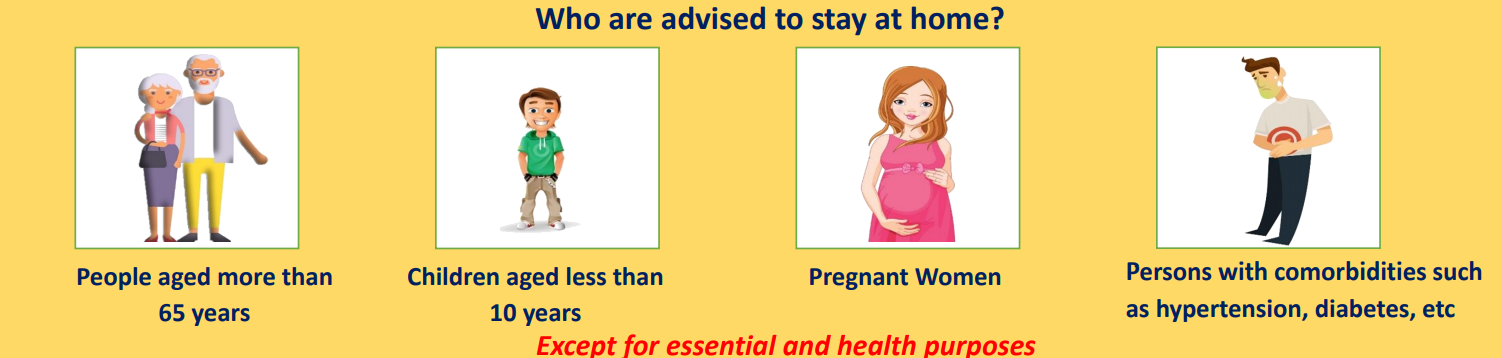 Who are advised to stay at home?
People aged more than
65 years
Children aged less than
10 years
Pregnant Women
Persons with comorbidities such
as hypertension, diabetes, etc
Except for essential and health purposes